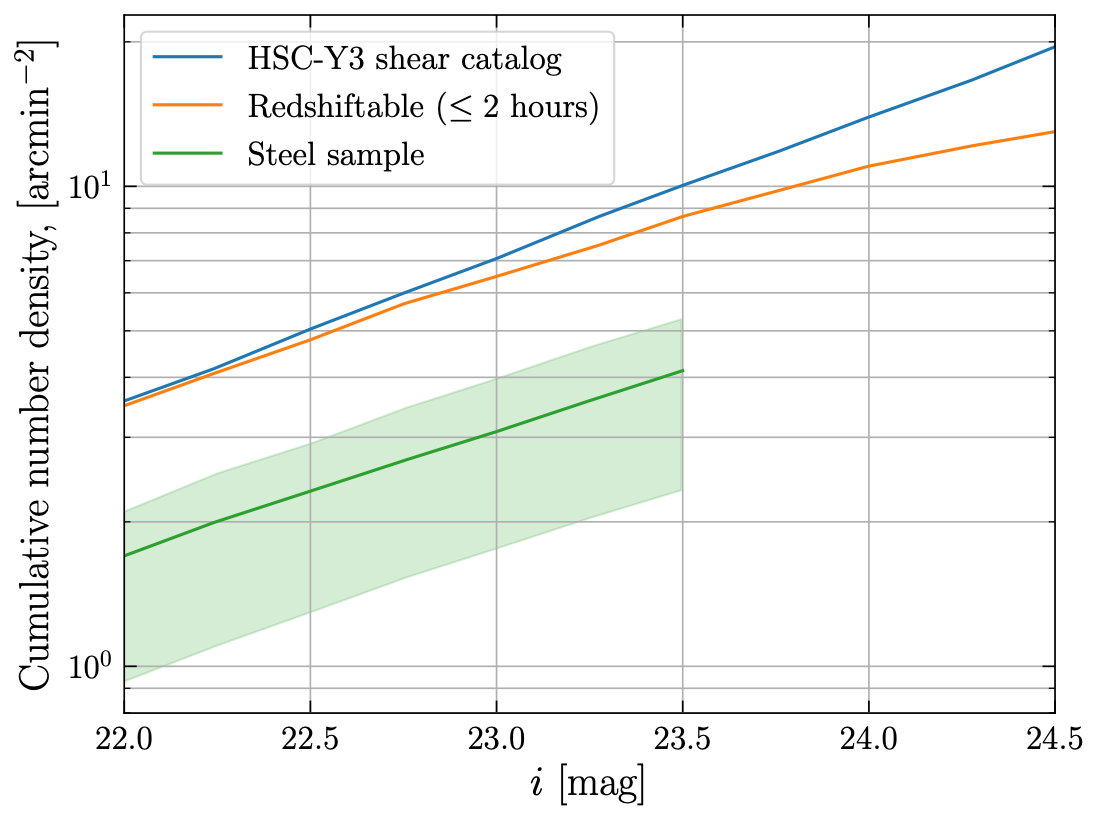 HSC-Y3 shear catalog
Redshiftable (≤ 2 hours)
Steel sample
Cumulative number density, [arcmin⁻²]
10¹
10⁰
22.0 22.5 23.0 23.5 24.0 24.5
i [mag]